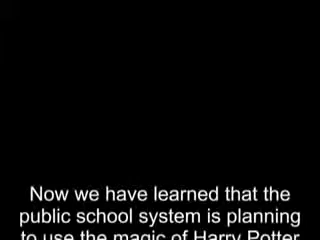 Now we have learned that the
public school system is planning
to use the magic of Harry Potter